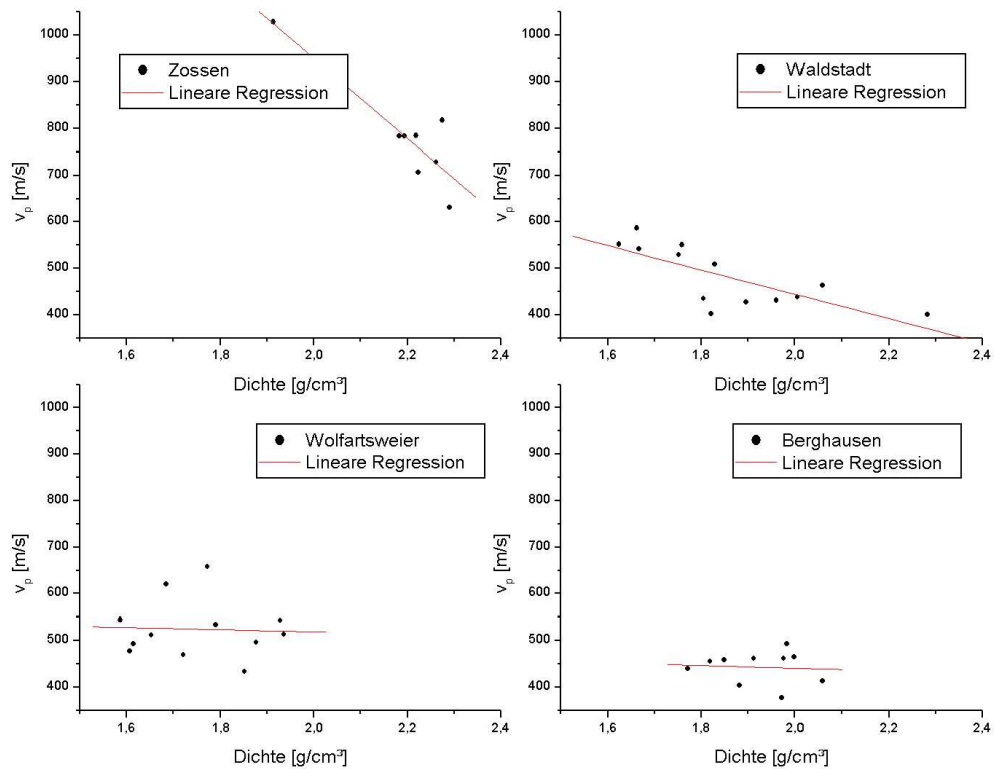 1000
900
800
700
600
500
400
v_p [m/s]
Zossen
Lineare Regression
1,6 1,8 2,0 2,2 2,4
Dichte [g/cm³]
1000
900
800
700
600
500
400
v_p [m/s]
Waldstadt
Lineare Regression
1,6 1,8 2,0 2,2 2,4
Dichte [g/cm³]
1000
900
800
700
600
500
400
v_p [m/s]
Wolfartsweier
Lineare Regression
1,6 1,8 2,0 2,2 2,4
Dichte [g/cm³]
1000
900
800
700
600
500
400
v_p [m/s]
Berghausen
Lineare Regression
1,6 1,8 2,0 2,2 2,4
Dichte [g/cm³]